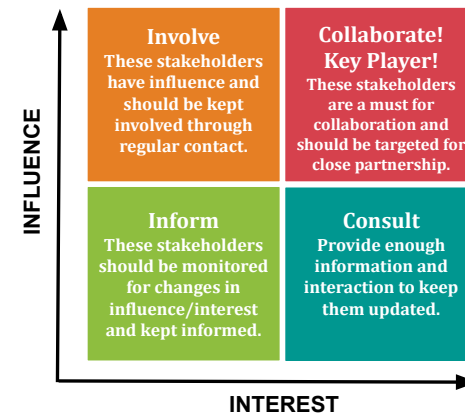 INFLUENCE
Involve
These stakeholders
have influence and
should be kept
involved through
regular contact.
Collaborate!
Key Player!
These stakeholders
are a must for
collaboration and
should be targeted for
close partnership.
Inform
These stakeholders
should be monitored
for changes in
influence/interest
and kept informed.
Consult
Provide enough
information and
interaction to keep
them updated.
INTEREST